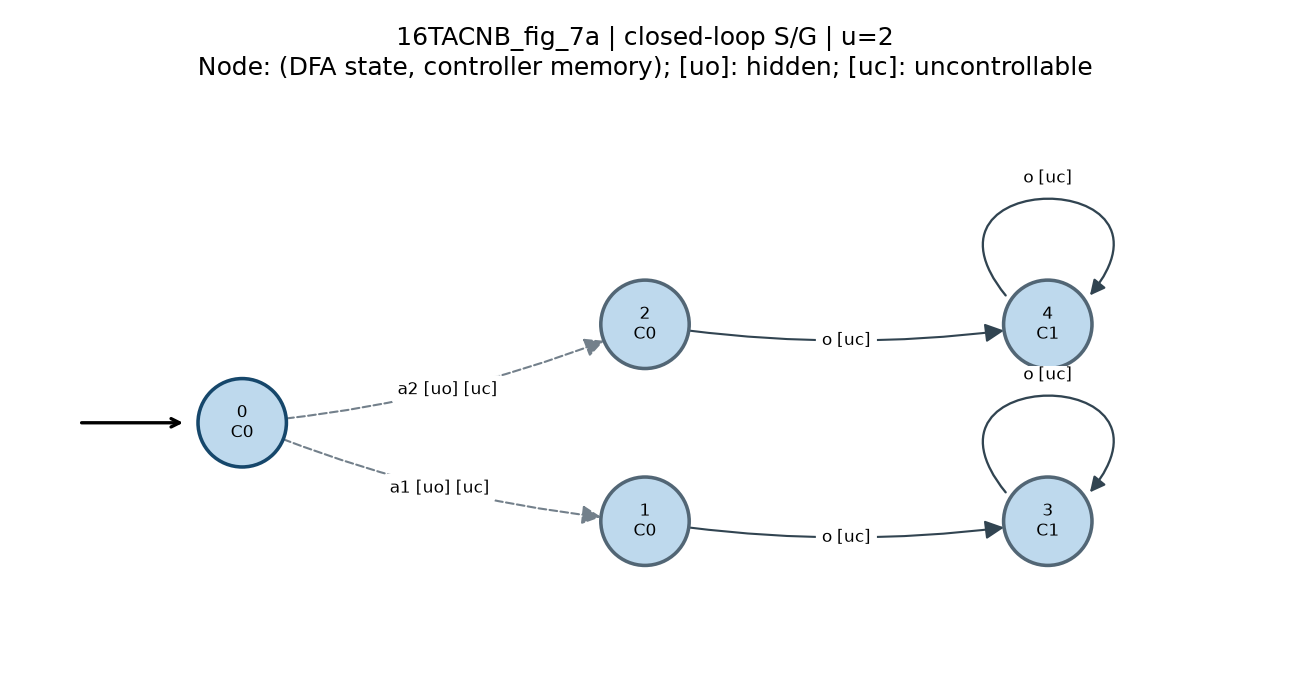 16TACNB_fig_7a | closed-loop S/G | u=2
Node: (DFA state, controller memory); [uo]: hidden; [uc]: uncontrollable
o [uc]
2
C0
4
C1
o [uc]
o [uc]
a2 [uo] [uc]
0
C0
a1 [uo] [uc]
1
C0
3
C1
o [uc]